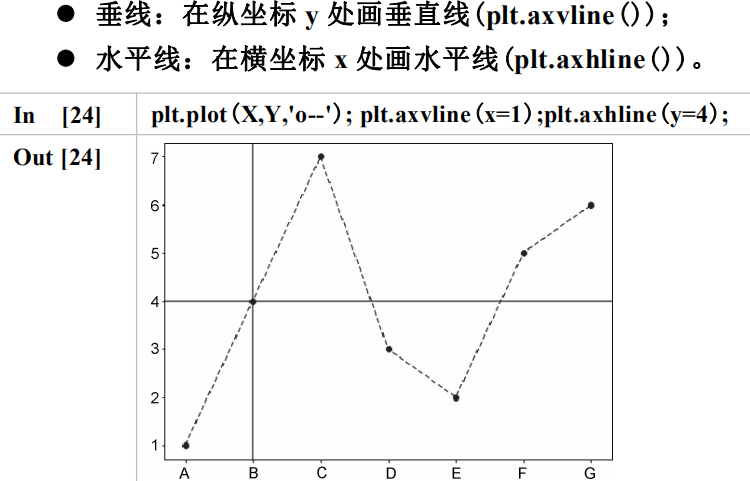 ● 垂线：在纵坐标 y 处画垂直线(plt.axvline())；
● 水平线：在横坐标 x 处画水平线(plt.axhline())。
In [24] plt.plot(X,Y,'o--'); plt.axvline(x=1);plt.axhline(y=4);
Out [24]
7
6
5
4
3
2
1
A B C D E F G